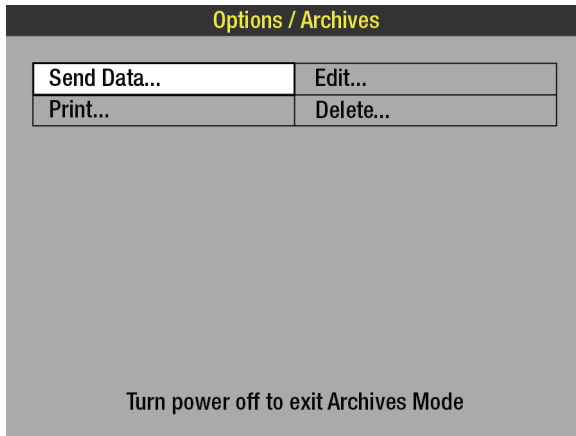 Options / Archives
Send Data...
Edit...
Print...
Delete...
Turn power off to exit Archives Mode